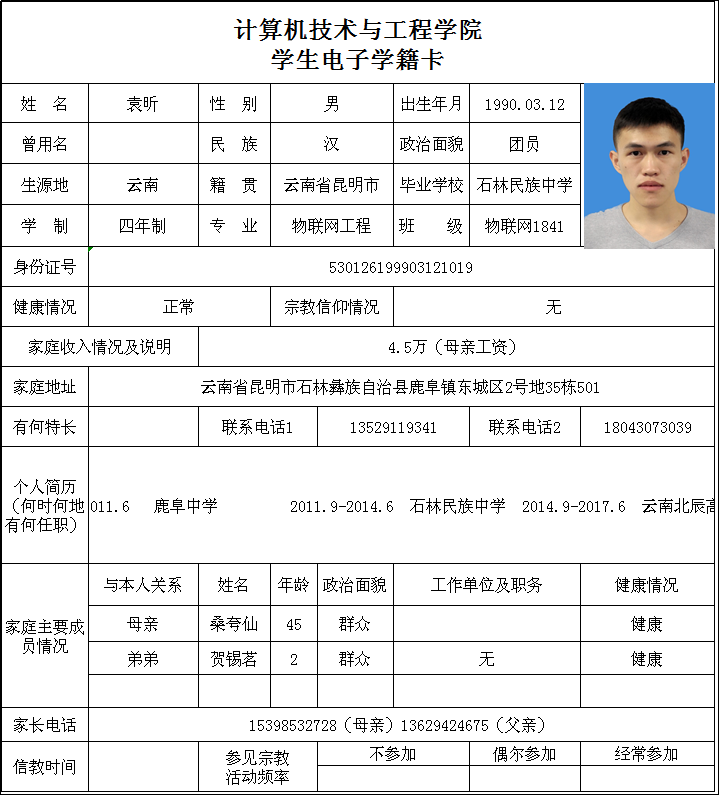 计算机技术与工程学院
学生电子学籍卡
姓 名 袁昕 性 别 男 出生年月 1990.03.12
曾用名 民 族 汉 政治面貌 团员
生源地 云南 籍 贯 云南省昆明市 毕业学校 石林民族中学
学 制 四年制 专 业 物联网工程 班 级 物联网1841
身份证号 530126199903121019
健康情况 正常 宗教信仰情况 无
家庭收入情况及说明 4.5万（母亲工资）
家庭地址 云南省昆明市石林彝族自治县鹿阜镇东城区2号地35栋501
有何特长 联系电话1 13529119341 联系电话2 18043073039
个人简历
（何时何地
有何任职）
011.6 鹿阜中学 2011.9-2014.6 石林民族中学 2014.9-2017.6 云南北辰高
家庭主要成
员情况
与本人关系 姓名 年龄 政治面貌 工作单位及职务 健康情况
母亲 桑夸仙 45 群众 健康
弟弟 贺锡茗 2 群众 无 健康
家长电话 15398532728（母亲）13629424675（父亲）
信教时间
参见宗教
活动频率
不参加 偶尔参加 经常参加